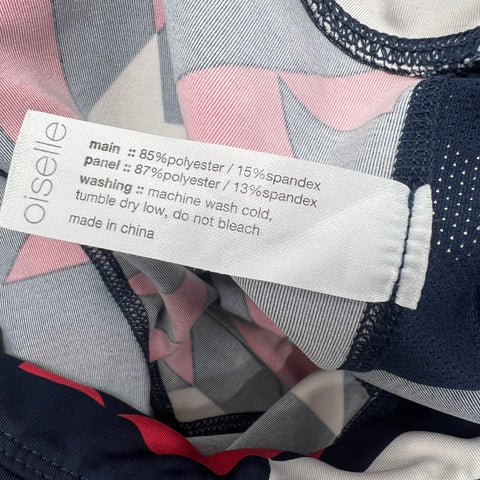 oiselle
main :: 85%polyester / 15%spandex
panel :: 87%polyester / 13%spandex
washing :: machine wash cold,
tumble dry low, do not bleach
made in china